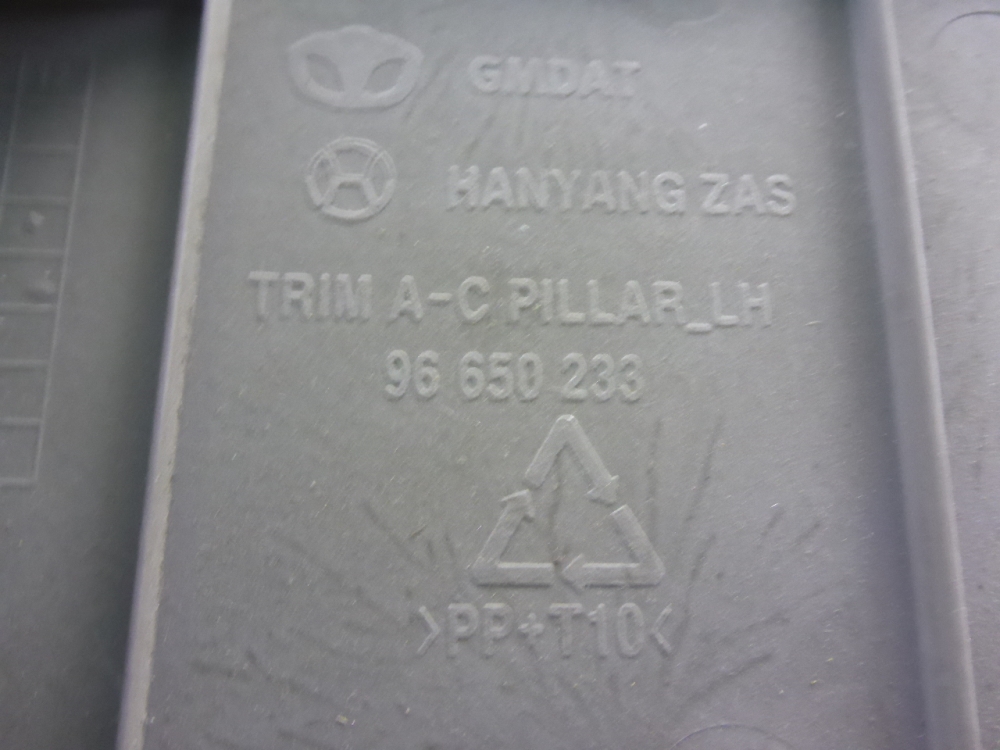 GMDAT
HANYANG ZAS
TRIM A-C PILLAR_LH
96 650 233
>PP+T10<